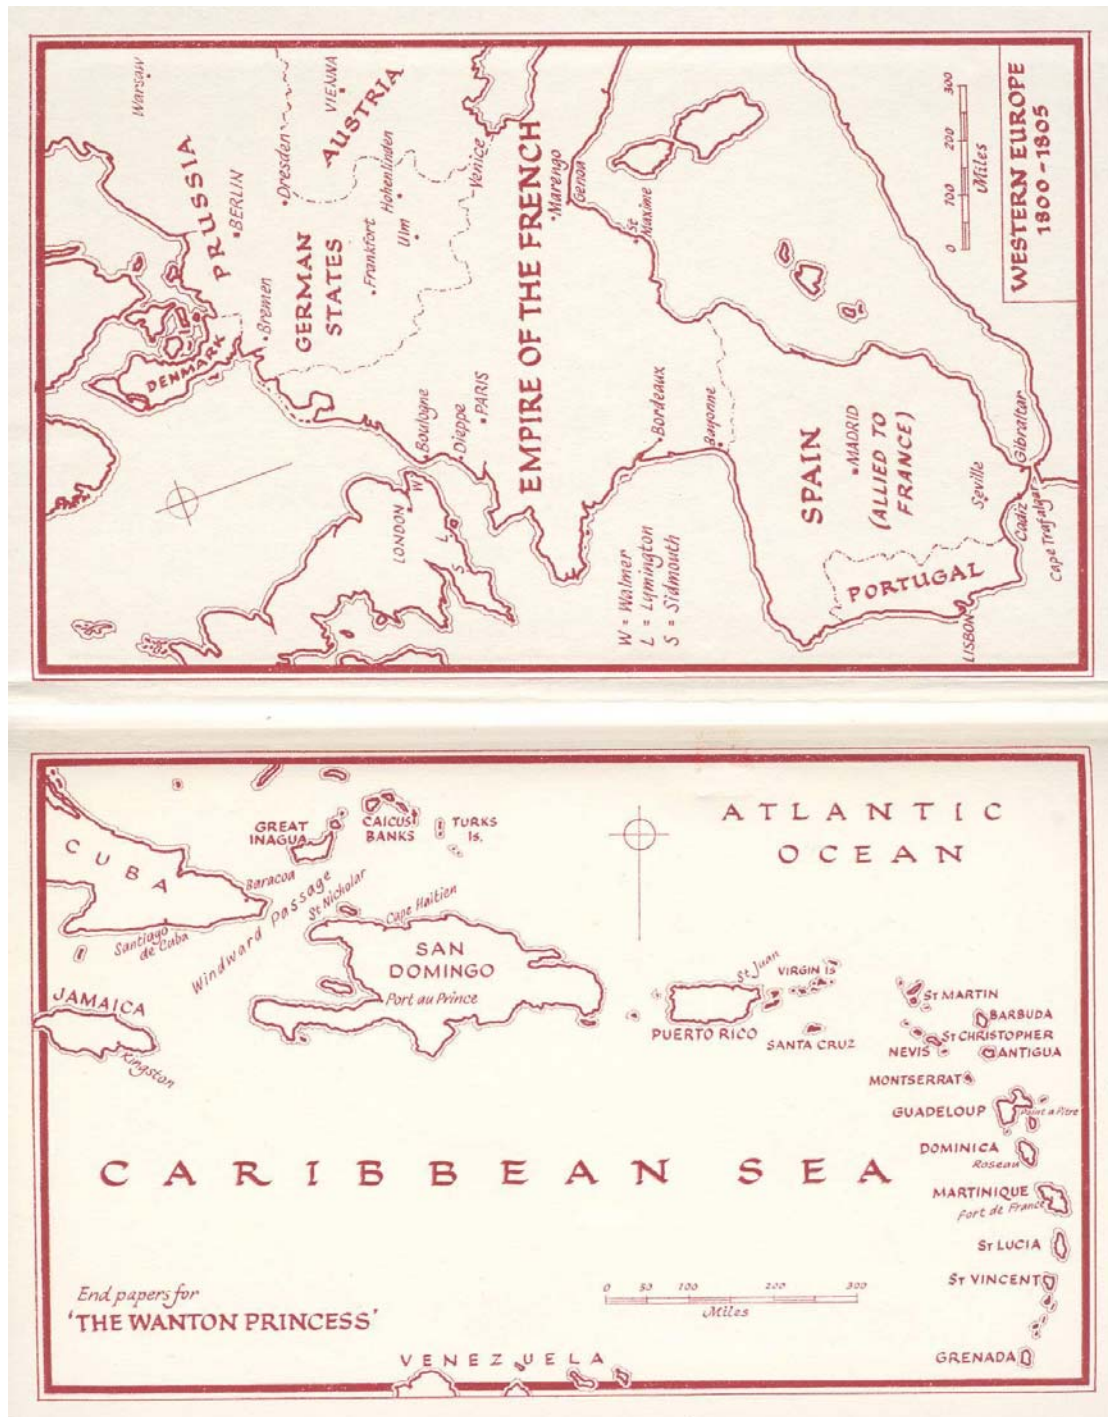 WESTERN EUROPE
1800-1805
0 100 200 300
Miles
Warsaw
PRUSSIA
BERLIN
DENMARK
Bremen
GERMAN
STATES
Dresden
VIENNA
AUSTRIA
Hohenlinden
Frankfort
Ulm
Venice
EMPIRE OF THE FRENCH
Marengo
Genoa
St
Maxime
Boulogne
Dieppe
PARIS
LONDON
W
L
S
Bordeaux
Bayonne
W = Walmer
L = Lymington
S = Sidmouth
SPAIN
MADRID
(ALLIED TO
FRANCE)
Seville
Gibraltar
Cadiz
Cape Trafalgar
PORTUGAL
LISBON
ATLANTIC
OCEAN
CUBA
GREAT
INAGUA
CAICUS
BANKS
TURKS
Is.
Baracoa
Windward Passage
St Nicholar
Cape Haitien
Santiago
de Cuba
SAN
DOMINGO
Port au Prince
JAMAICA
Kingston
St Juan
VIRGIN Is
PUERTO RICO
SANTA CRUZ
ST MARTIN
BARBUDA
ST CHRISTOPHER
NEVIS
ANTIGUA
MONTSERRAT
GUADELOUP
Point a Pitre
DOMINICA
Roseau
MARTINIQUE
Fort de France
ST LUCIA
ST VINCENT
GRENADA
CARIBBEAN SEA
0 50 100 200 300
Miles
End papers for
'THE WANTON PRINCESS'
VENEZUELA